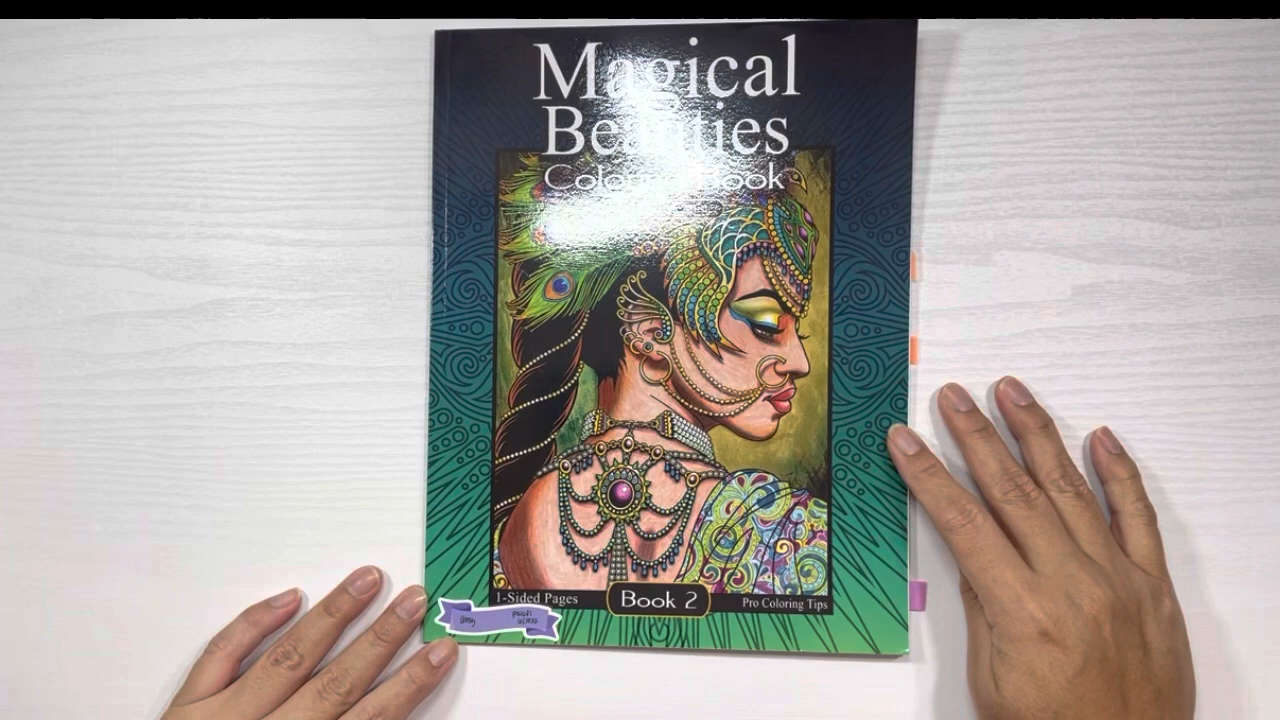 Magical
Beauties
Coloring Book
1-Sided Pages
Book 2
Pro Coloring Tips